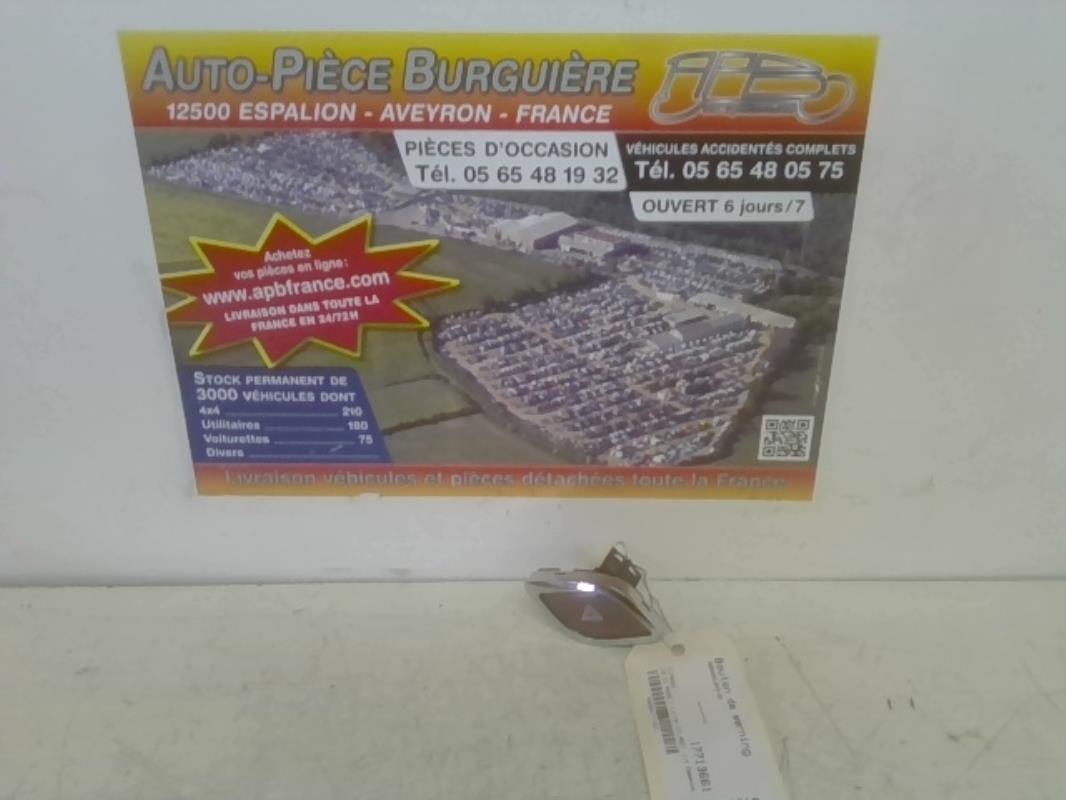 AUTO-PIÈCE BURGUIÈRE
12500 ESPALION - AVEYRON - FRANCE
PIÈCES D'OCCASION
Tél. 05 65 48 19 32
VÉHICULES ACCIDENTÉS COMPLETS
Tél. 05 65 48 05 75
OUVERT 6 jours/7
Achetez
vos pièces en ligne :
www.apbfrance.com
LIVRAISON DANS TOUTE LA
FRANCE EN 24/72H
STOCK PERMANENT DE
3000 VÉHICULES DONT
4x4 210
Utilitaires 180
Voiturettes 75
Divers
Livraison véhicules et pièces détachées toute la France
Bouton de warning
17713661